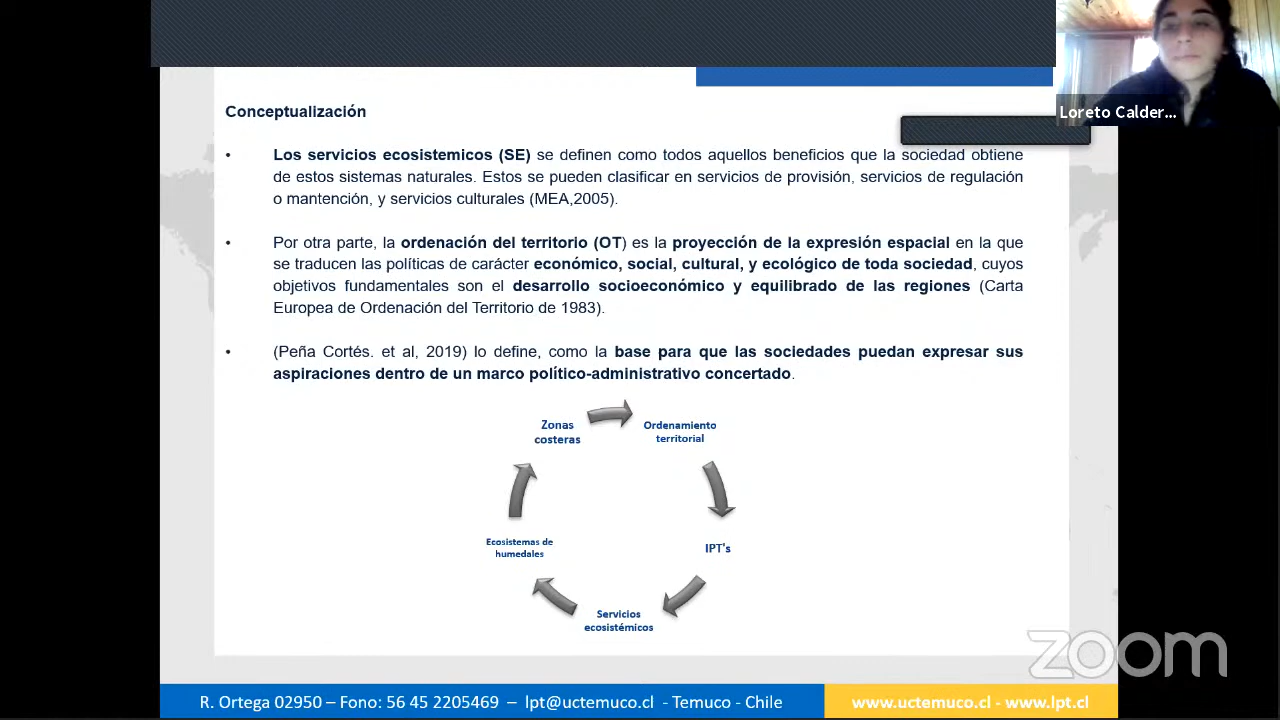 Loreto Calder...
Conceptualización
• Los servicios ecosistemicos (SE) se definen como todos aquellos beneficios que la sociedad obtiene
de estos sistemas naturales. Estos se pueden clasificar en servicios de provisión, servicios de regulación
o mantención, y servicios culturales (MEA,2005).
• Por otra parte, la ordenación del territorio (OT) es la proyección de la expresión espacial en la que
se traducen las políticas de carácter económico, social, cultural, y ecológico de toda sociedad, cuyos
objetivos fundamentales son el desarrollo socioeconómico y equilibrado de las regiones (Carta
Europea de Ordenación del Territorio de 1983).
• (Peña Cortés. et al, 2019) lo define, como la base para que las sociedades puedan expresar sus
aspiraciones dentro de un marco político-administrativo concertado.
Zonas
costeras
Ordenamiento
territorial
IPT's
Servicios
ecosistémicos
Ecosistemas de
humedales
zoom
R. Ortega 02950 – Fono: 56 45 2205469 – lpt@uctemuco.cl - Temuco - Chile
www.uctemuco.cl - www.lpt.cl